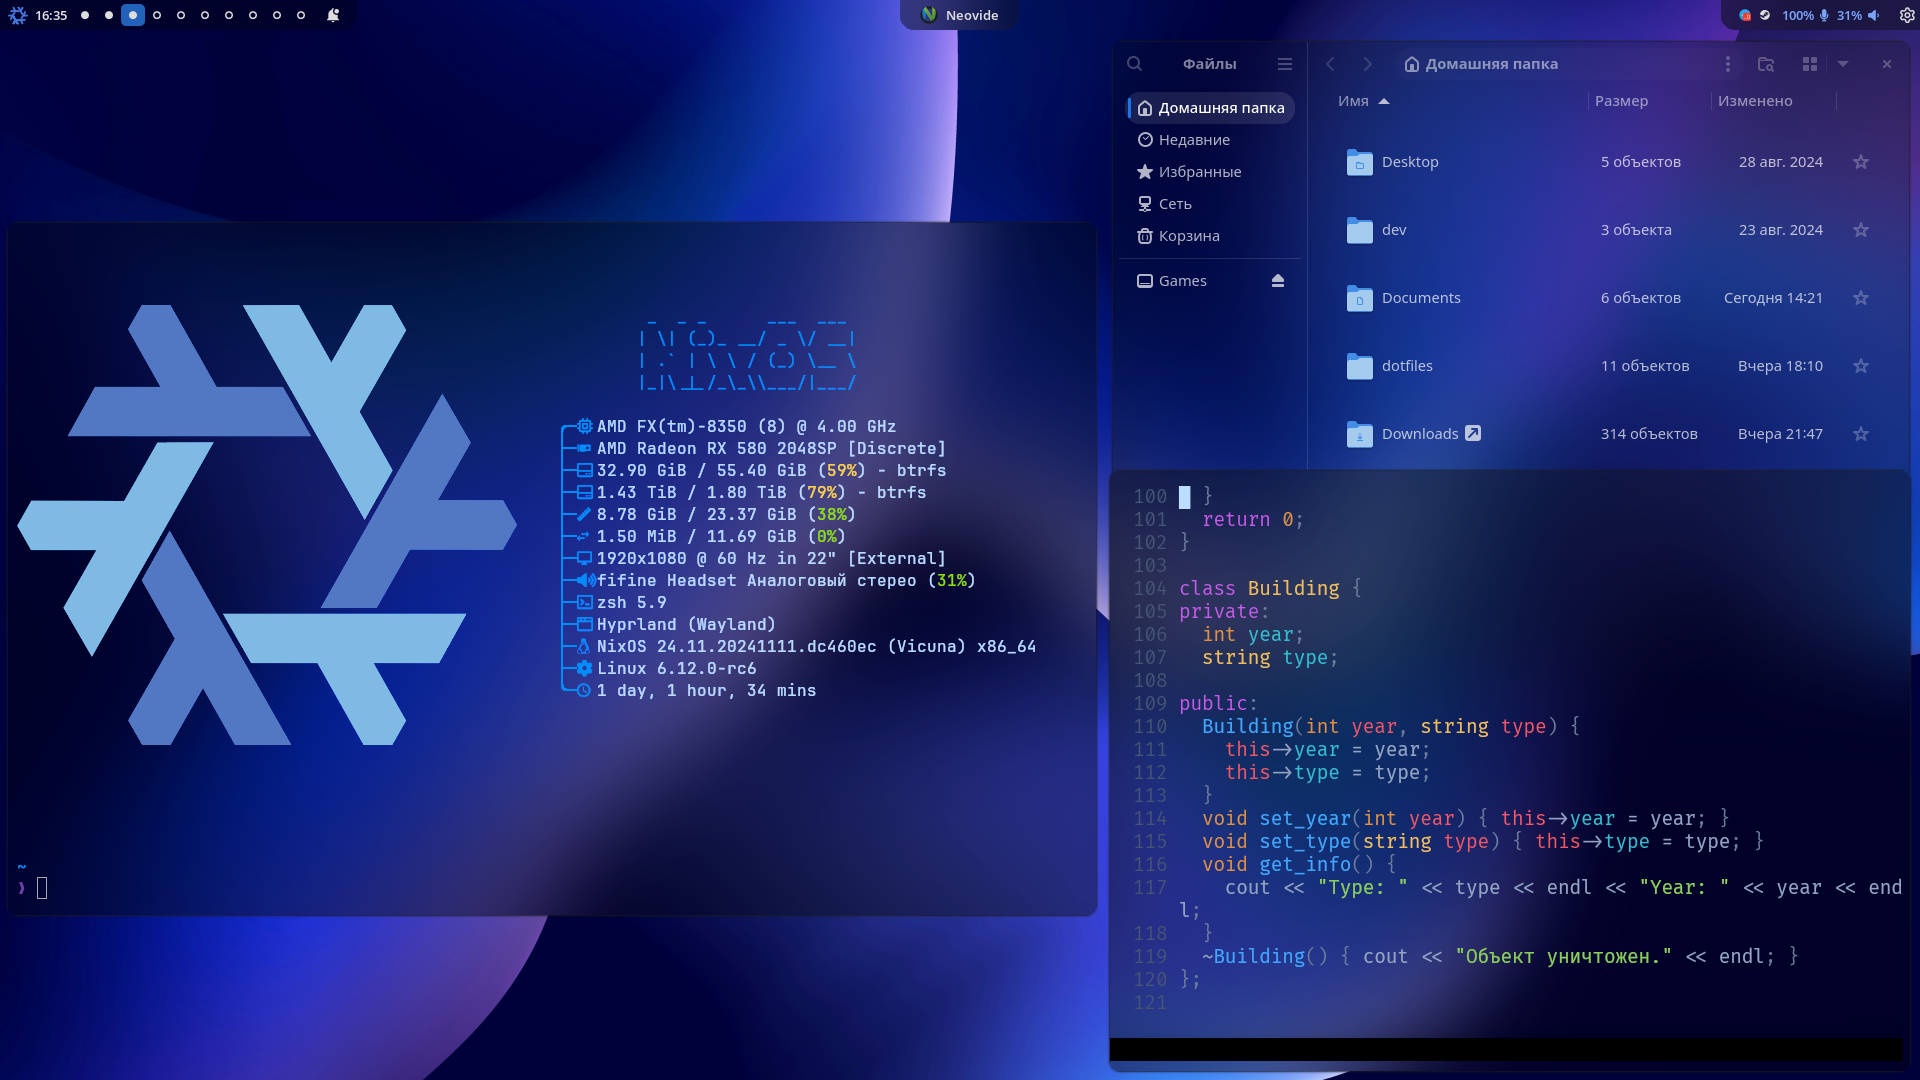 16:35
Neovide
100% 31%
Файлы
Домашняя папка
Недавние
Избранные
Сеть
Корзина
Games
Домашняя папка
Имя Размер Изменено
Desktop 5 объектов 28 авг. 2024
dev 3 объекта 23 авг. 2024
Documents 6 объектов Сегодня 14:21
dotfiles 11 объектов Вчера 18:10
Downloads 314 объектов Вчера 21:47
NixOS
AMD FX(tm)-8350 (8) @ 4.00 GHz
AMD Radeon RX 580 2048SP [Discrete]
32.90 GiB / 55.40 GiB (59%) - btrfs
1.43 TiB / 1.80 TiB (79%) - btrfs
8.78 GiB / 23.37 GiB (38%)
1.50 MiB / 11.69 GiB (0%)
1920x1080 @ 60 Hz in 22" [External]
fifine Headset Аналоговый стерео (31%)
zsh 5.9
Hyprland (Wayland)
NixOS 24.11.20241111.dc460ec (Vicuna) x86_64
Linux 6.12.0-rc6
1 day, 1 hour, 34 mins
~
❱
100 }
101 return 0;
102 }
103
104 class Building {
105 private:
106 int year;
107 string type;
108
109 public:
110 Building(int year, string type) {
111 this->year = year;
112 this->type = type;
113 }
114 void set_year(int year) { this->year = year; }
115 void set_type(string type) { this->type = type; }
116 void get_info() {
117 cout << "Type: " << type << endl << "Year: " << year << end
l;
118 }
119 ~Building() { cout << "Объект уничтожен." << endl; }
120 };
121